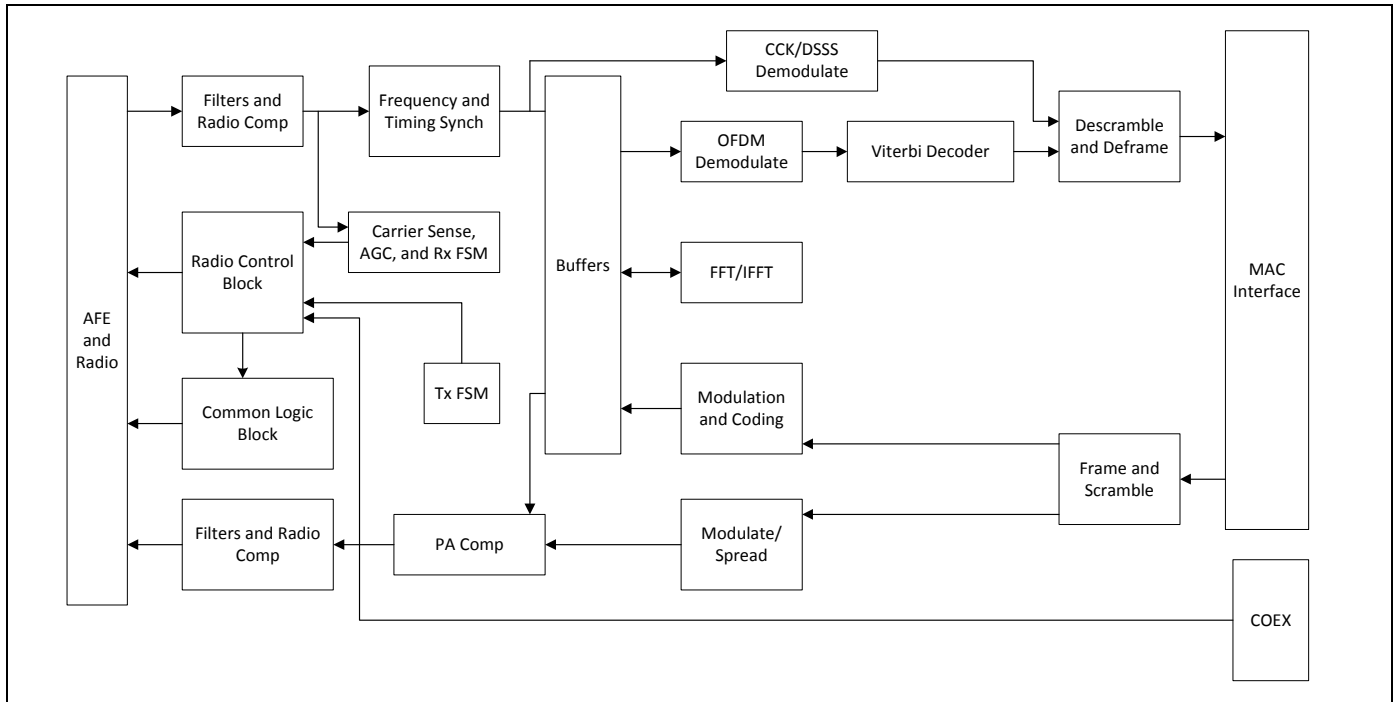 CCK/DSSS
Demodulate
Filters and
Radio Comp
Frequency and
Timing Synch
Descramble
and Deframe
OFDM
Demodulate
Viterbi Decoder
Carrier Sense,
AGC, and Rx FSM
Radio Control
Block
Buffers
FFT/IFFT
MAC
Interface
AFE
and
Radio
Tx FSM
Modulation
and Coding
Common Logic
Block
Frame and
Scramble
Filters and Radio
Comp
PA Comp
Modulate/
Spread
COEX